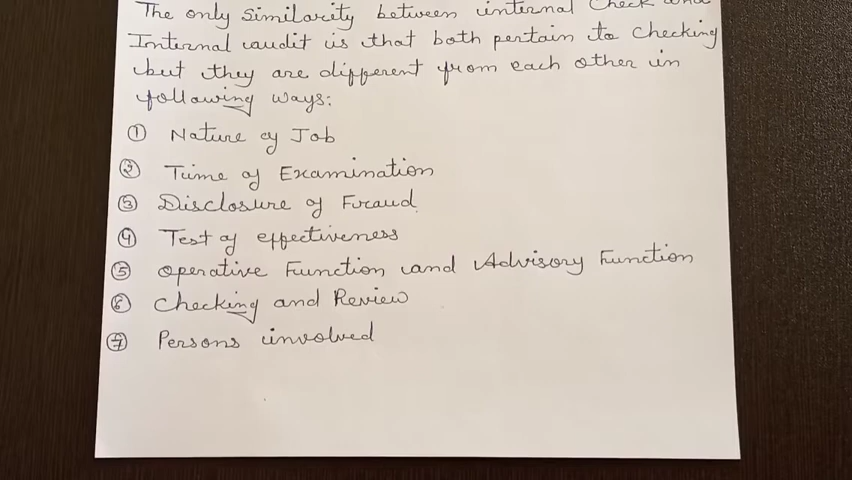 The only Similarity between internal Check and
Internal audit is that both pertain to checking
but they are different from each other in
following ways:
① Nature of Job
② Time of Examination
③ Disclosure of Fraud
④ Test of effectiveness
⑤ Operative Function and Advisory Function
⑥ Checking and Review
⑦ Persons involved